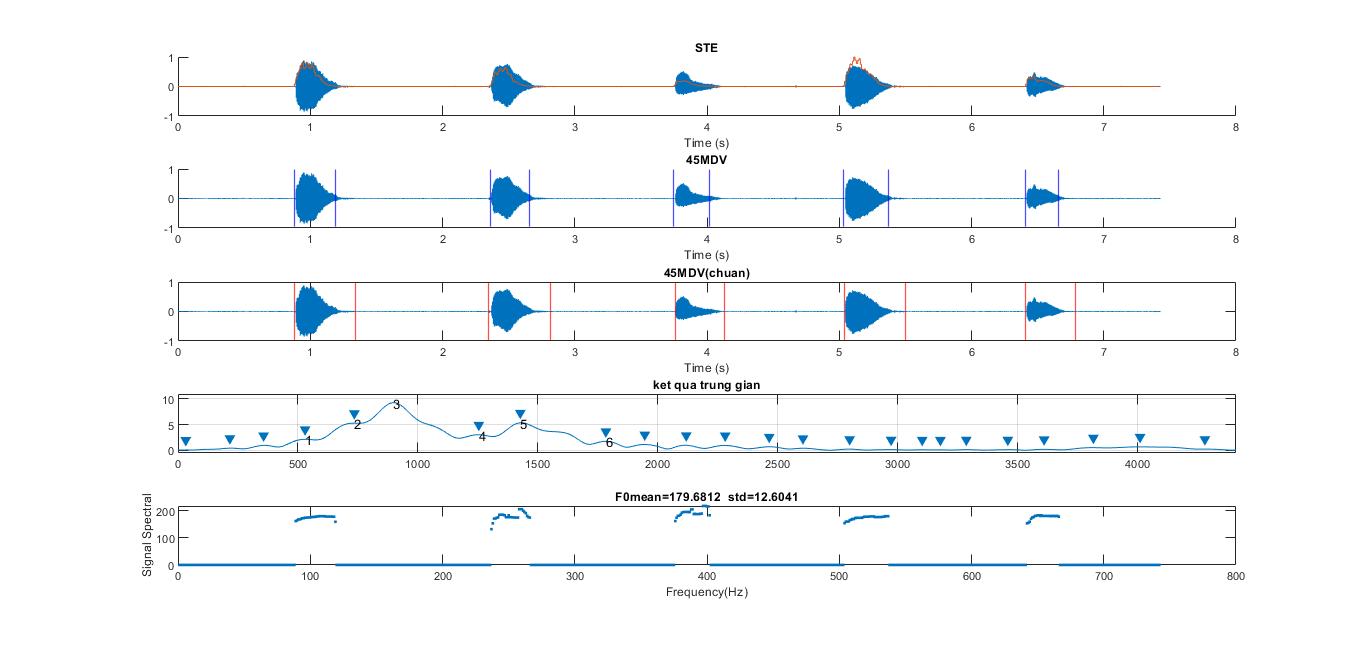 STE
1
0
-1
0 1 2 3 4 5 6 7 8
Time (s)
45MDV
1
0
-1
0 1 2 3 4 5 6 7 8
Time (s)
45MDV(chuan)
1
0
-1
0 1 2 3 4 5 6 7 8
Time (s)
ket qua trung gian
10
5
0
1 2 3 4 5 6
0 500 1000 1500 2000 2500 3000 3500 4000
F0mean=179.6812 std=12.6041
Signal Spectral
200
100
0
0 100 200 300 400 500 600 700 800
Frequency(Hz)